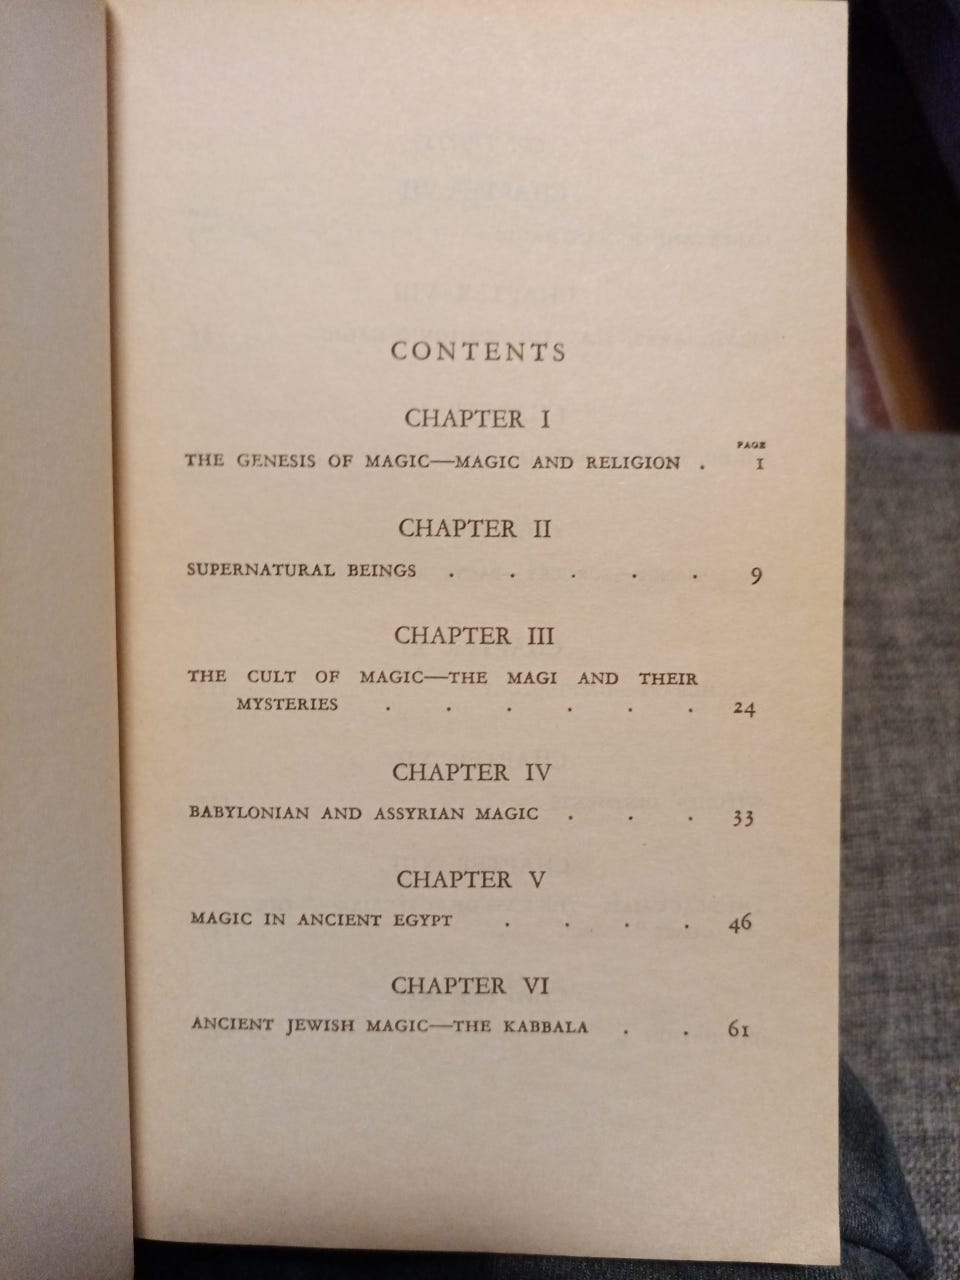 CONTENTS
CHAPTER I
PAGE
THE GENESIS OF MAGIC—MAGIC AND RELIGION . 1
CHAPTER II
SUPERNATURAL BEINGS . . . . . 9
CHAPTER III
THE CULT OF MAGIC—THE MAGI AND THEIR
MYSTERIES . . . . . . 24
CHAPTER IV
BABYLONIAN AND ASSYRIAN MAGIC . . . 33
CHAPTER V
MAGIC IN ANCIENT EGYPT . . . . 46
CHAPTER VI
ANCIENT JEWISH MAGIC—THE KABBALA . . 61